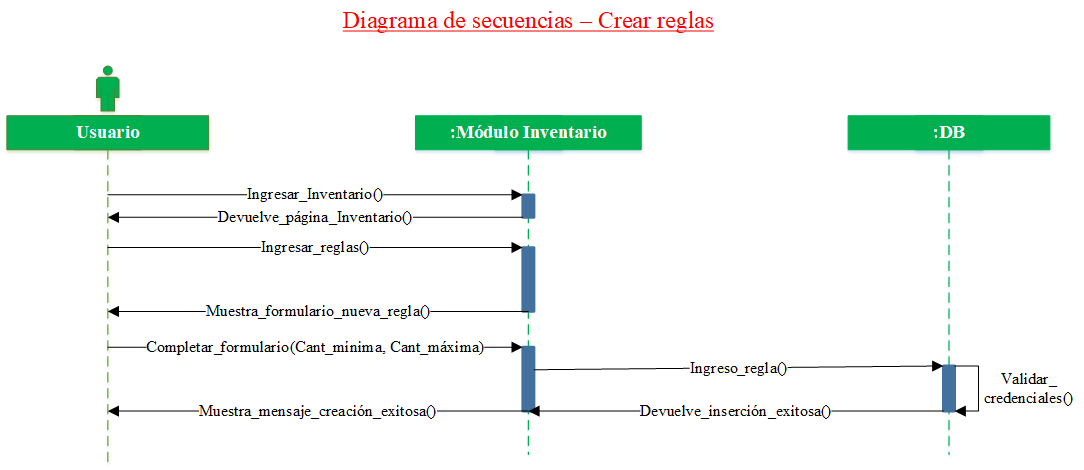 Diagrama de secuencias – Crear reglas
Usuario
:Módulo Inventario
:DB
Ingresar_Inventario()
Devuelve_página_Inventario()
Ingresar_reglas()
Muestra_formulario_nueva_regla()
Completar_formulario(Cant_minima, Cant_máxima)
Ingreso_regla()
Validar_
credenciales()
Muestra_mensaje_creación_exitosa()
Devuelve_inserción_exitosa()